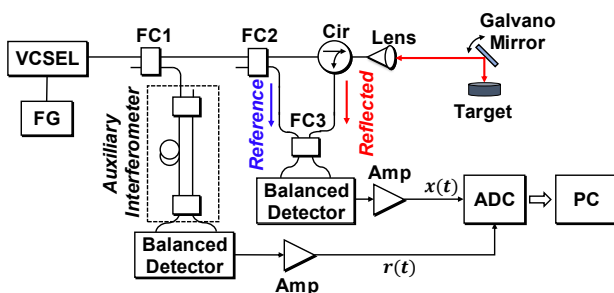 FC1
FC2
Cir
Lens
Galvano
Mirror
VCSEL
FG
Target
Auxiliary
Interferometer
Reference
Reflected
FC3
Balanced
Detector
Amp
x(t)
ADC
PC
Balanced
Detector
Amp
r(t)